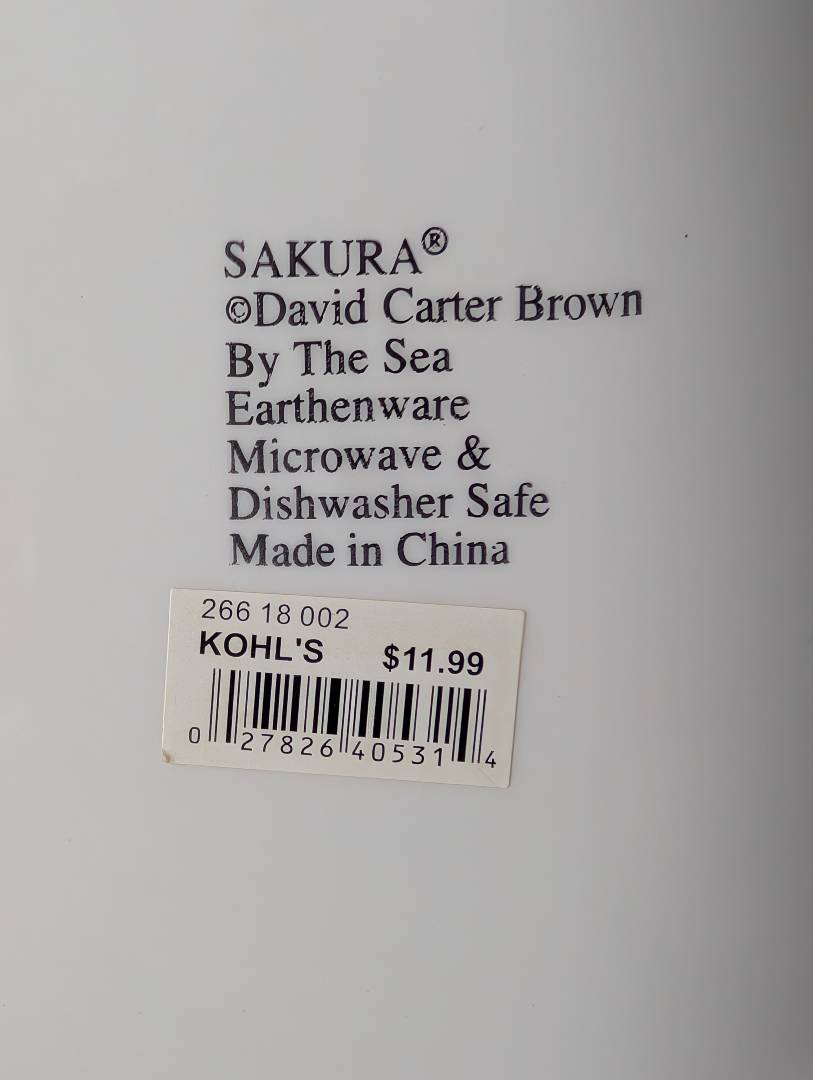 SAKURA®
©David Carter Brown
By The Sea
Earthenware
Microwave &
Dishwasher Safe
Made in China
266 18 002
KOHL'S $11.99
0 27826 40531 4